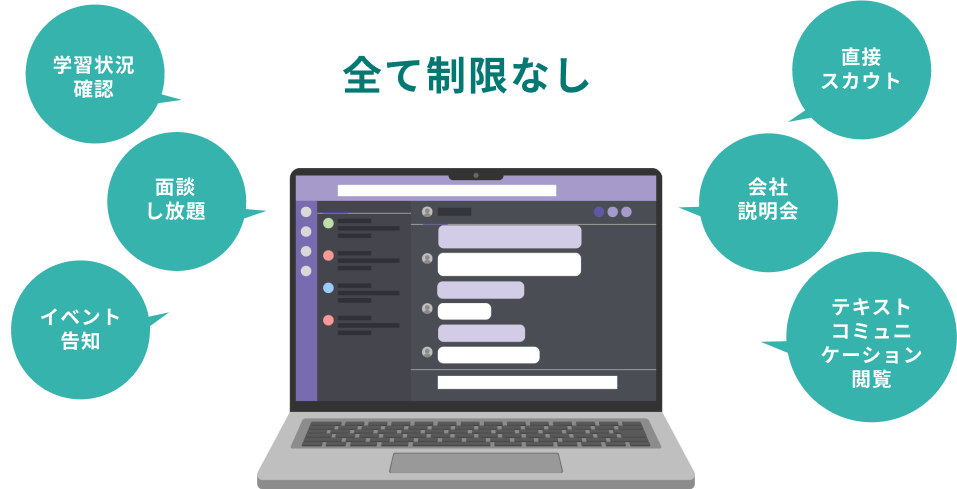 全て制限なし
学習状況
確認
面談
し放題
イベント
告知
直接
スカウト
会社
説明会
テキスト
コミュニ
ケーション
閲覧